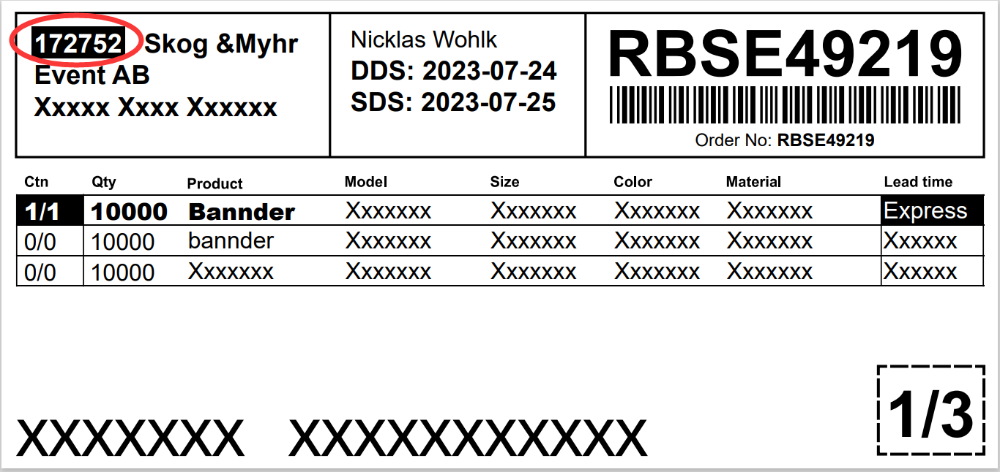 172752 Skog &Myhr
Event AB
Xxxxx Xxxx Xxxxxx
Nicklas Wohlk
DDS: 2023-07-24
SDS: 2023-07-25
RBSE49219
Order No: RBSE49219
Ctn Qty Product Model Size Color Material Lead time
1/1 10000 Bannder Xxxxxxx Xxxxxxx Xxxxxxx Xxxxxxx Express
0/0 10000 bannder Xxxxxxx Xxxxxxx Xxxxxxx Xxxxxxx Xxxxxx
0/0 10000 Xxxxxxx Xxxxxxx Xxxxxxx Xxxxxxx Xxxxxxx Xxxxxx
XXXXXXX XXXXXXXXXXX
1/3